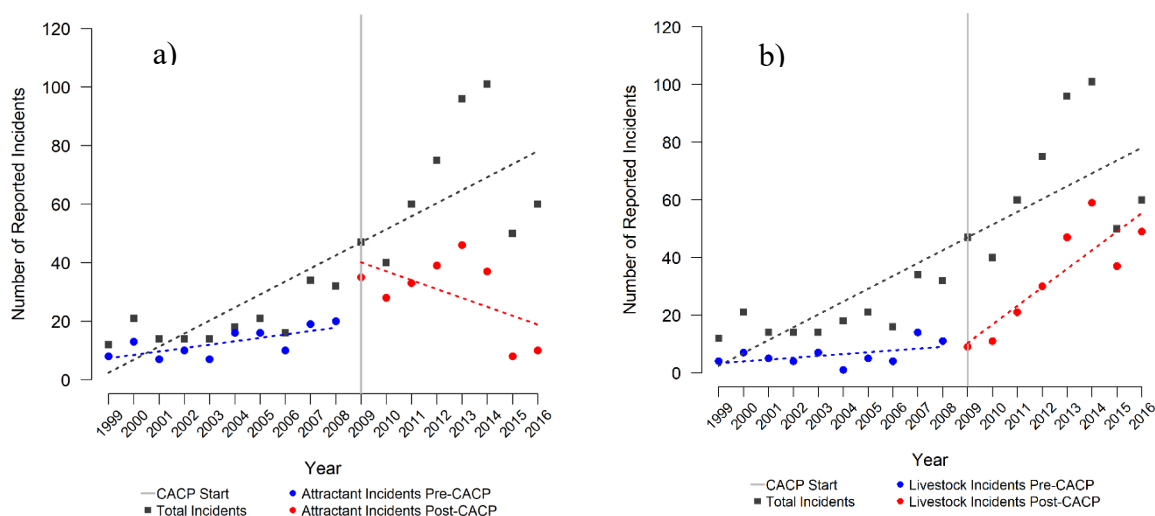 a)
Number of Reported Incidents
120
100
80
60
40
20
0
1999 2000 2001 2002 2003 2004 2005 2006 2007 2008 2009 2010 2011 2012 2013 2014 2015 2016
Year
CACP Start
Total Incidents
Attractant Incidents Pre-CACP
Attractant Incidents Post-CACP
b)
Number of Reported Incidents
120
100
80
60
40
20
0
1999 2000 2001 2002 2003 2004 2005 2006 2007 2008 2009 2010 2011 2012 2013 2014 2015 2016
Year
CACP Start
Total Incidents
Livestock Incidents Pre-CACP
Livestock Incidents Post-CACP